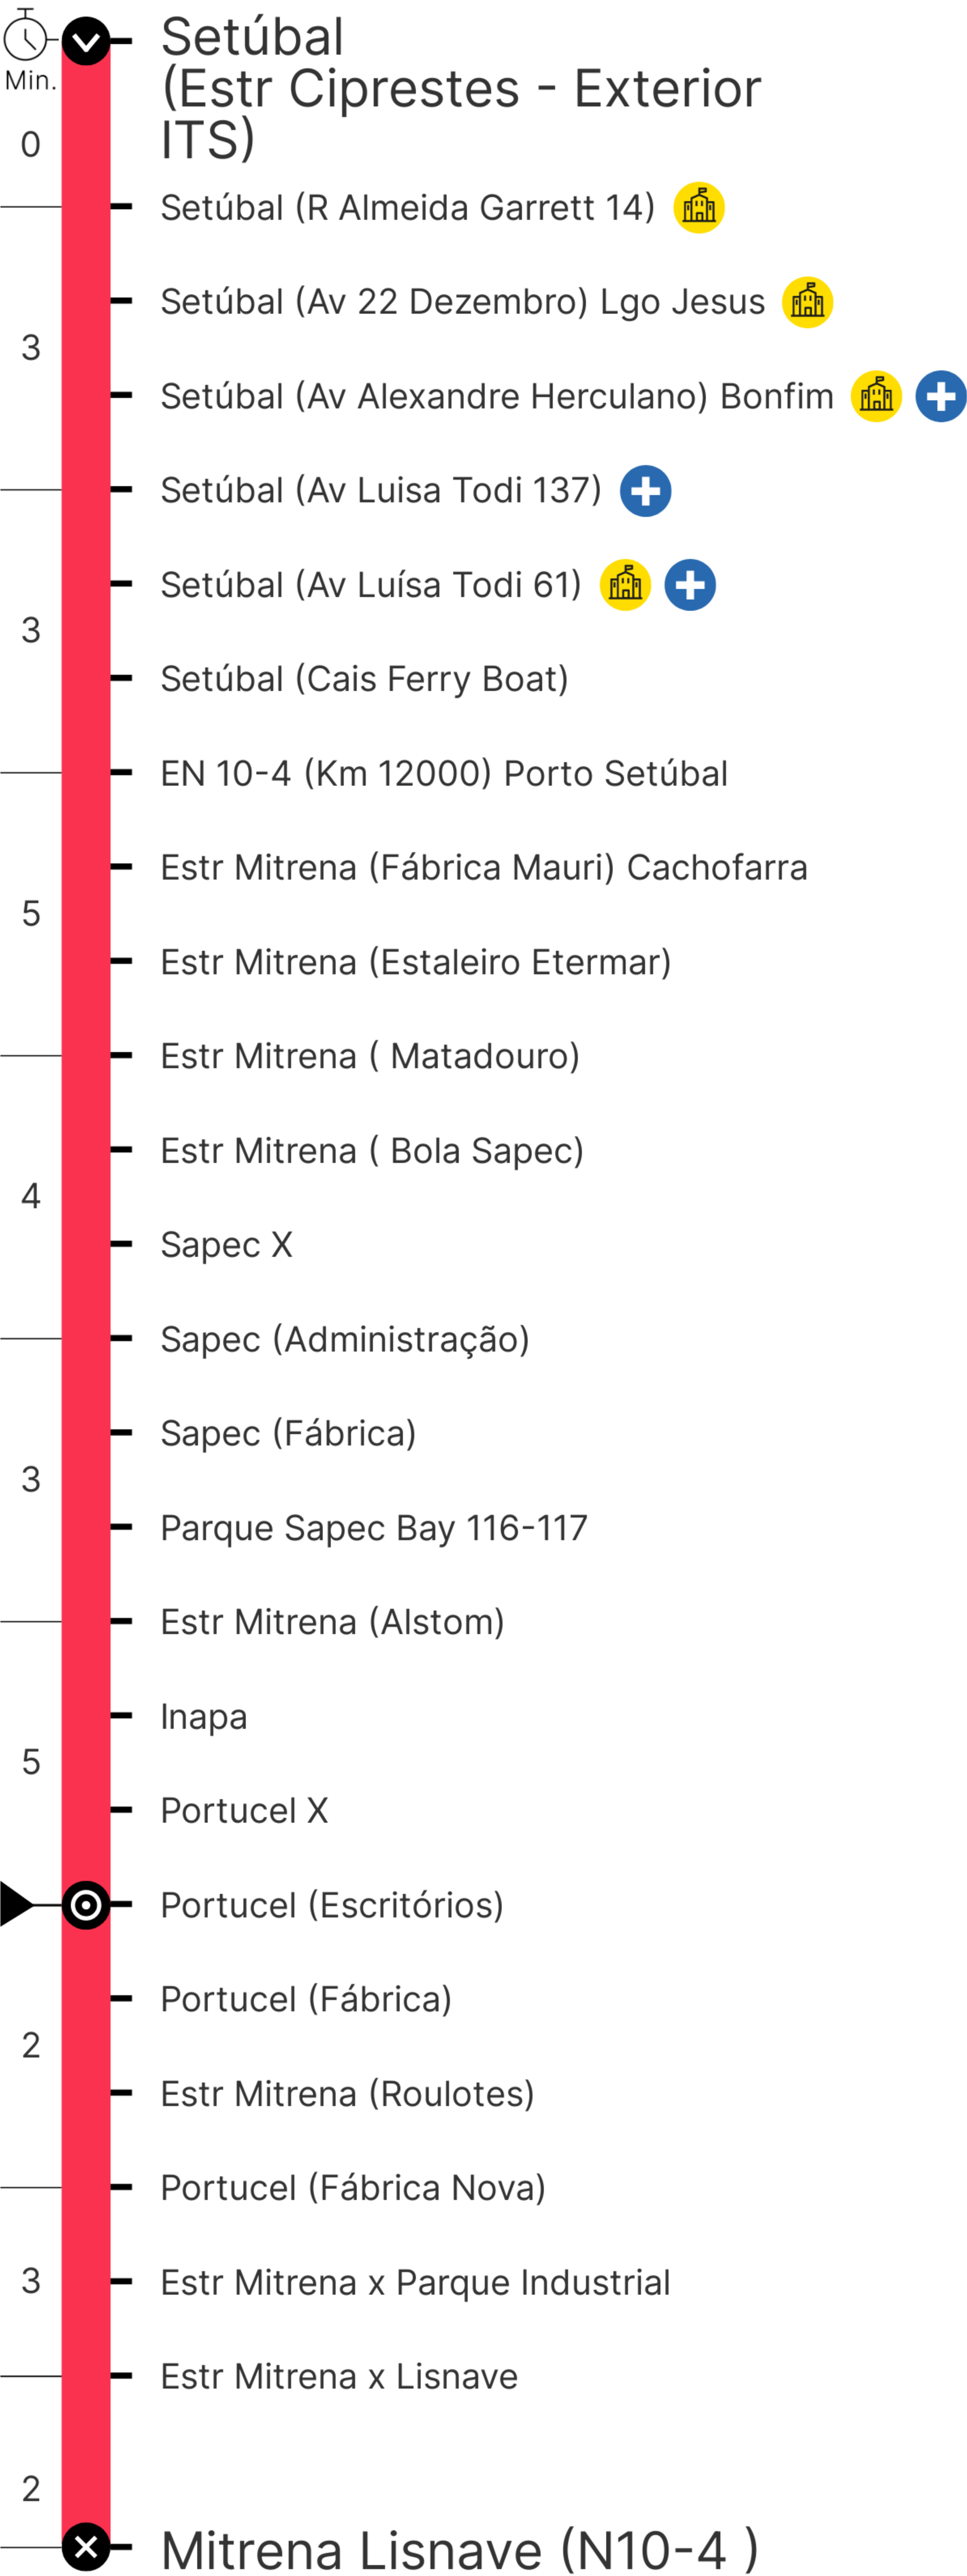 Setúbal
(Estr Ciprestes - Exterior
ITS)
Min.
0
Setúbal (R Almeida Garrett 14)
Setúbal (Av 22 Dezembro) Lgo Jesus
3
Setúbal (Av Alexandre Herculano) Bonfim
Setúbal (Av Luisa Todi 137)
Setúbal (Av Luísa Todi 61)
3
Setúbal (Cais Ferry Boat)
EN 10-4 (Km 12000) Porto Setúbal
Estr Mitrena (Fábrica Mauri) Cachofarra
5
Estr Mitrena (Estaleiro Etermar)
Estr Mitrena ( Matadouro)
Estr Mitrena ( Bola Sapec)
4
Sapec X
Sapec (Administração)
Sapec (Fábrica)
3
Parque Sapec Bay 116-117
Estr Mitrena (Alstom)
Inapa
5
Portucel X
Portucel (Escritórios)
Portucel (Fábrica)
2
Estr Mitrena (Roulotes)
Portucel (Fábrica Nova)
3
Estr Mitrena x Parque Industrial
Estr Mitrena x Lisnave
2
Mitrena Lisnave (N10-4 )